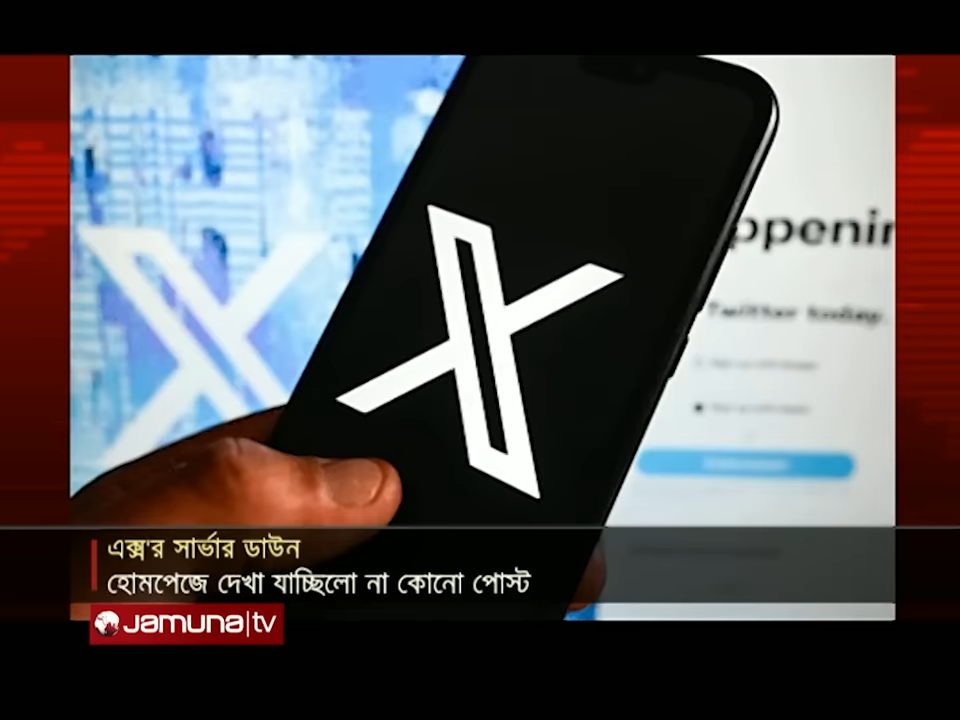 ppenin
Twitter today.
এক্স'র সার্ভার ডাউন
হোমপেজে দেখা যাচ্ছিলো না কোনো পোস্ট
Jamuna|tv